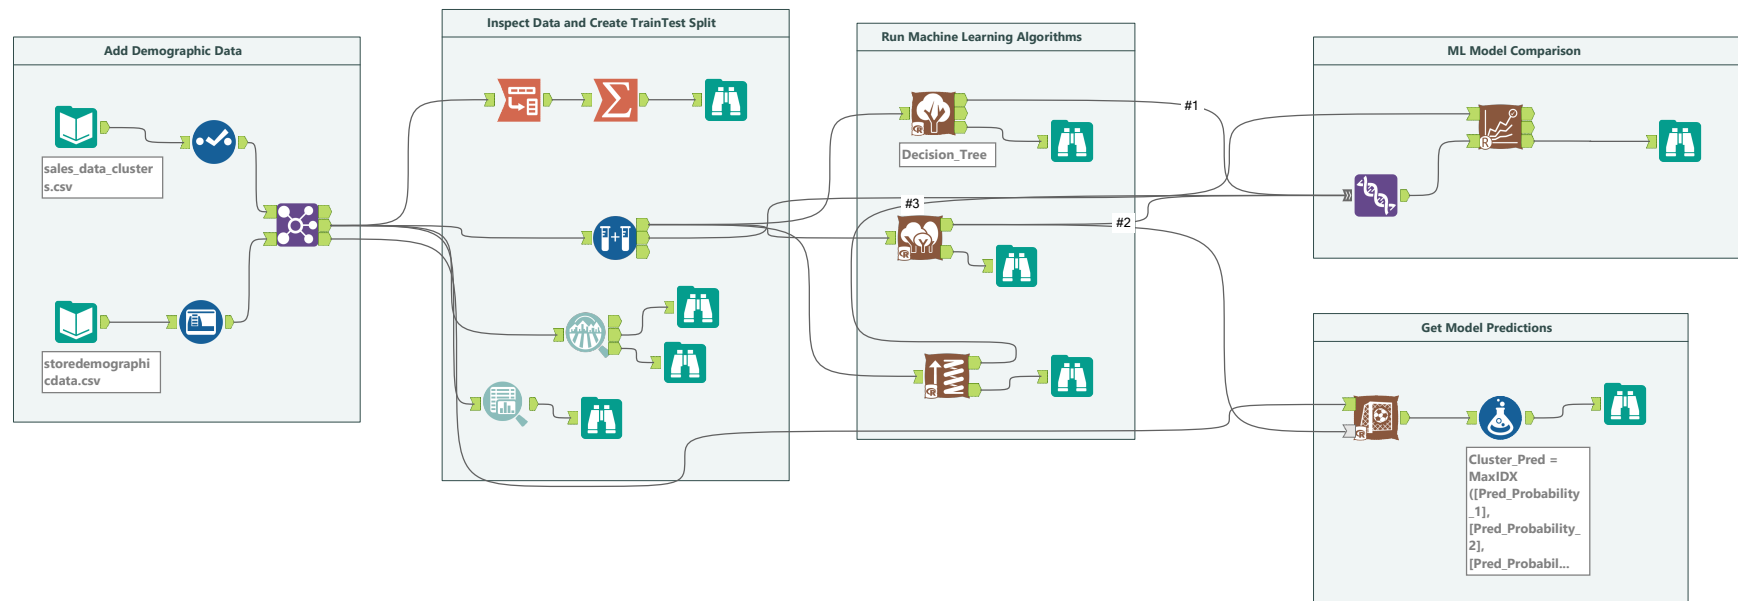 Add Demographic Data
sales_data_cluster
s.csv
storedemographi
cdata.csv
Inspect Data and Create TrainTest Split
Run Machine Learning Algorithms
Decision_Tree
#1
#3
#2
ML Model Comparison
R
Get Model Predictions
Cluster_Pred =
MaxIDX
([Pred_Probability
_1],
[Pred_Probability_
2],
[Pred_Probabil...